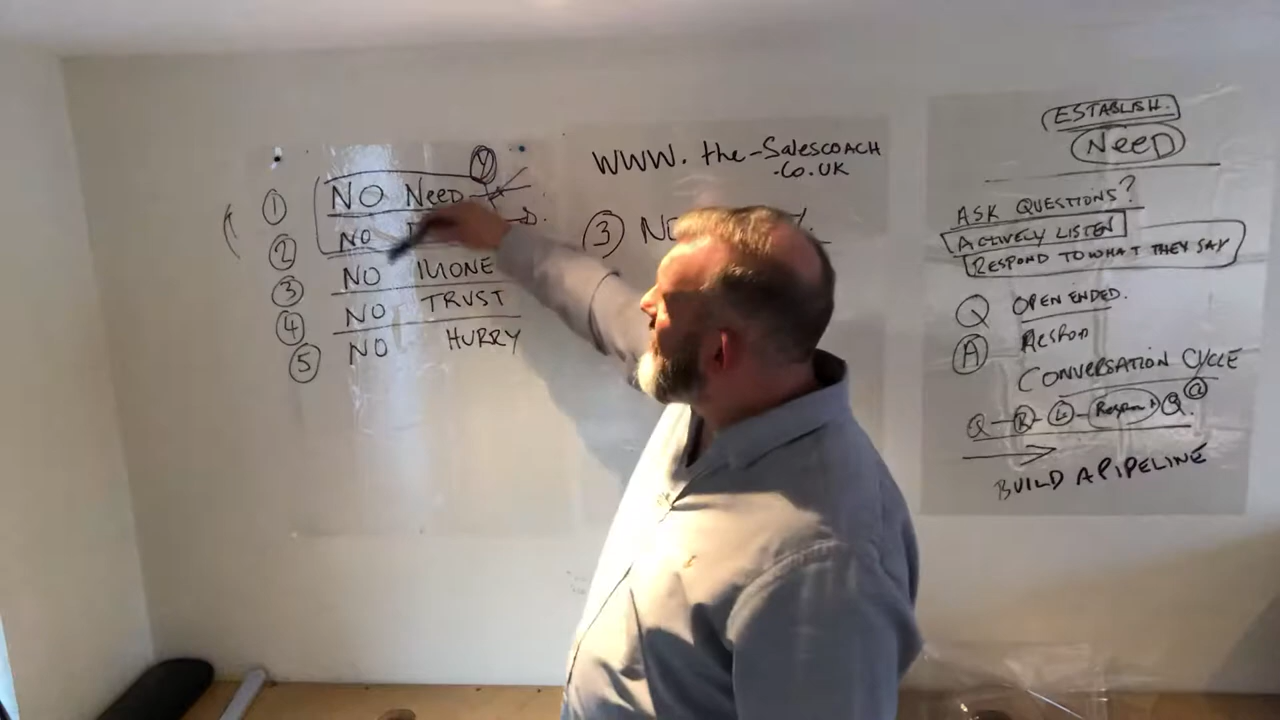 ① NO NEED Ⓨ
② NO
③ NO MONE
④ NO TRUST
⑤ NO HURRY
WWW.the-SalesCOACH
.Co.UK
③ NO
ESTABLISH.
NEED
ASK QUESTIONS?
ACTIVELY LISTEN
RESPOND TO WHAT THEY SAY
Q OPEN ENDED.
Ⓐ RESPON
CONVERSATION CYCLE
Q - Ⓡ - Ⓛ - Respond Q
BUILD A PIPELINE